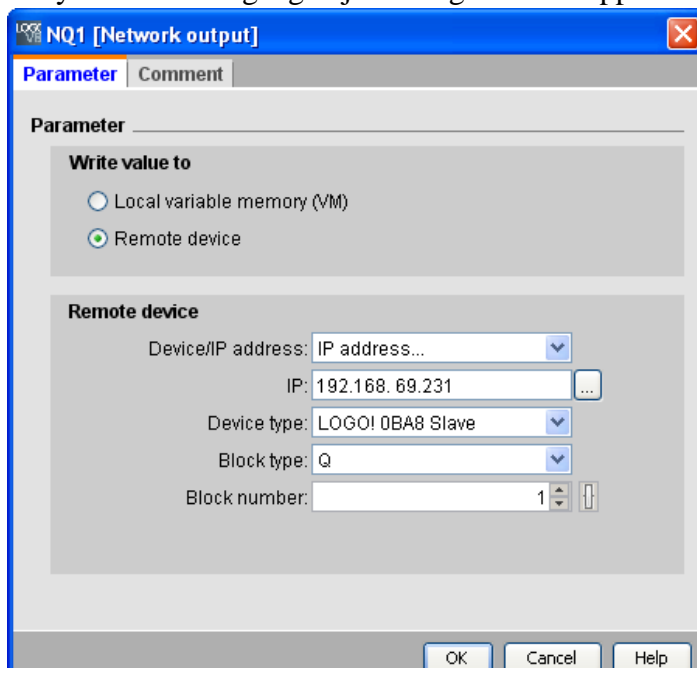 NQ1 [Network output]
Parameter Comment
Parameter
Write value to
Local variable memory (VM)
Remote device
Remote device
Device/IP address: IP address...
IP: 192.168. 69.231 ...
Device type: LOGO! 0BA8 Slave
Block type: Q
Block number: 1
OK Cancel Help